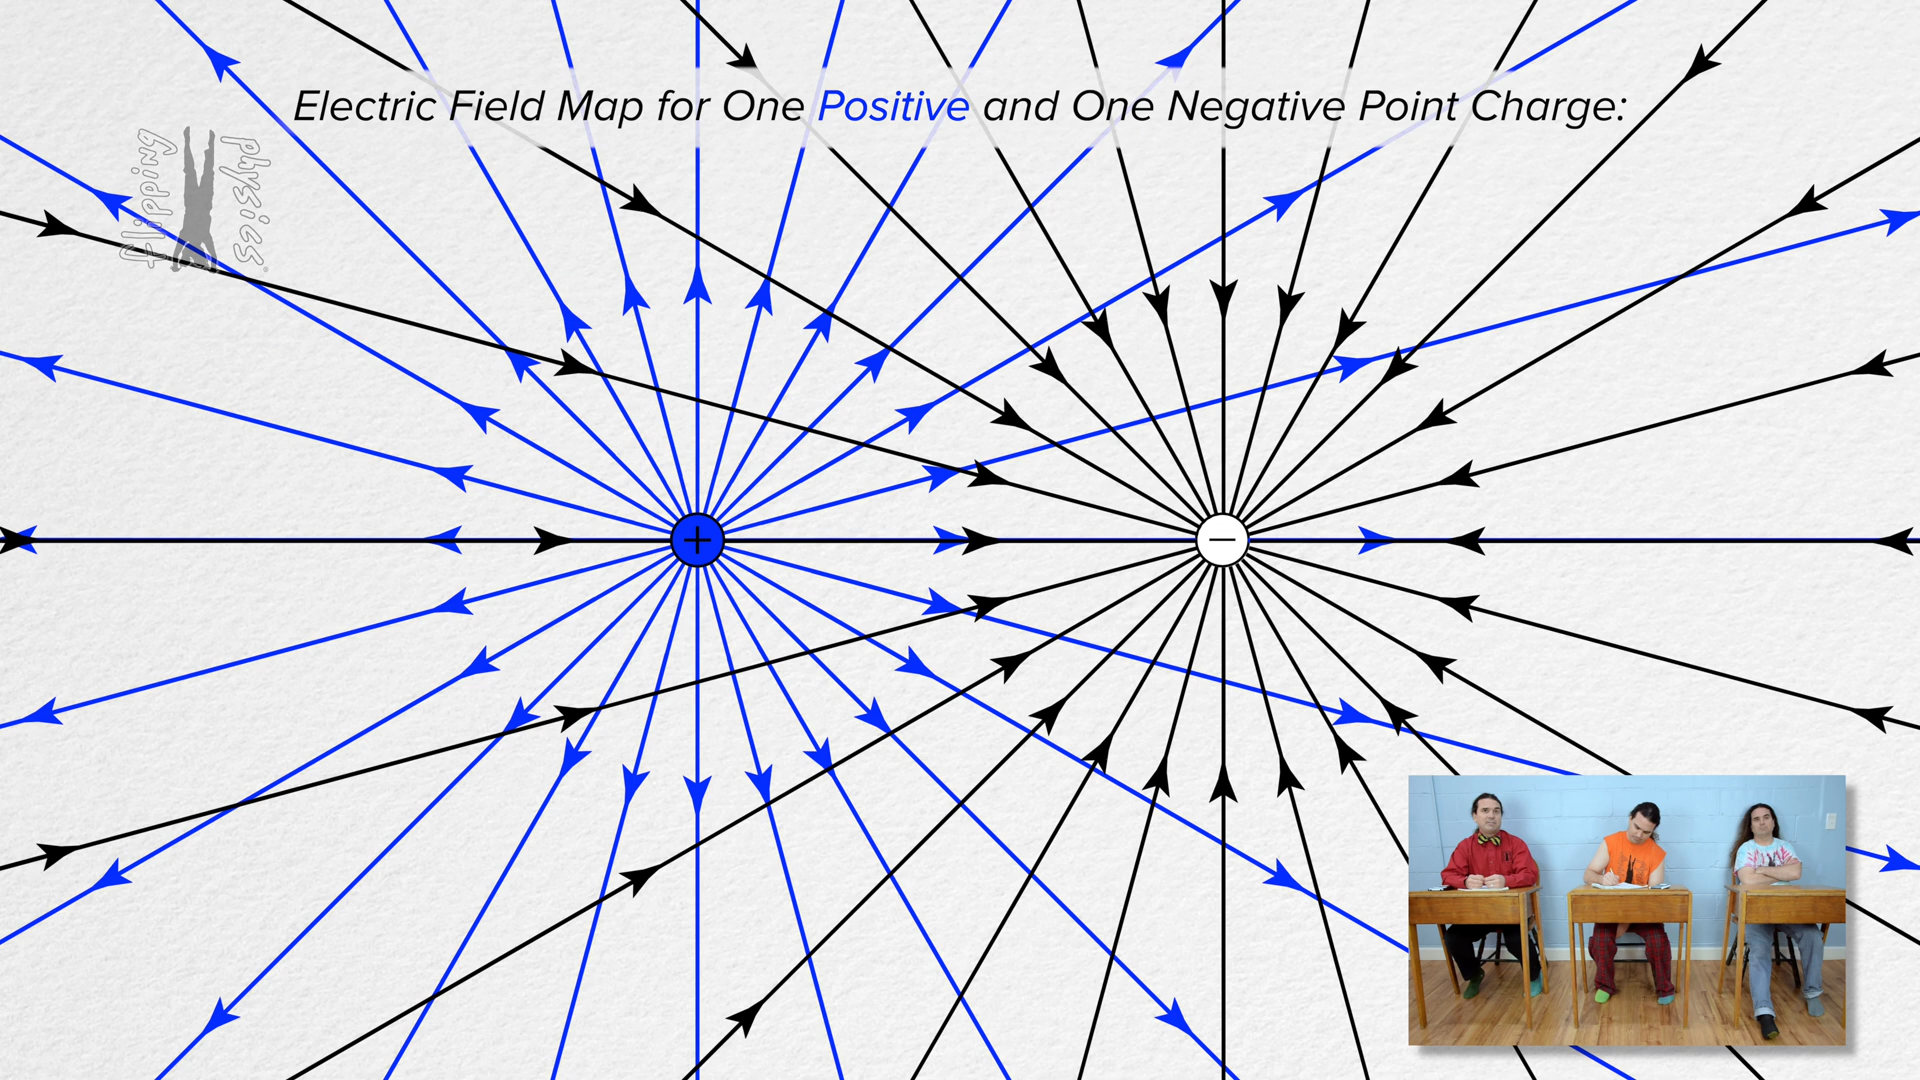 Electric Field Map for One Positive and One Negative Point Charge:
flipping
physics
+
−